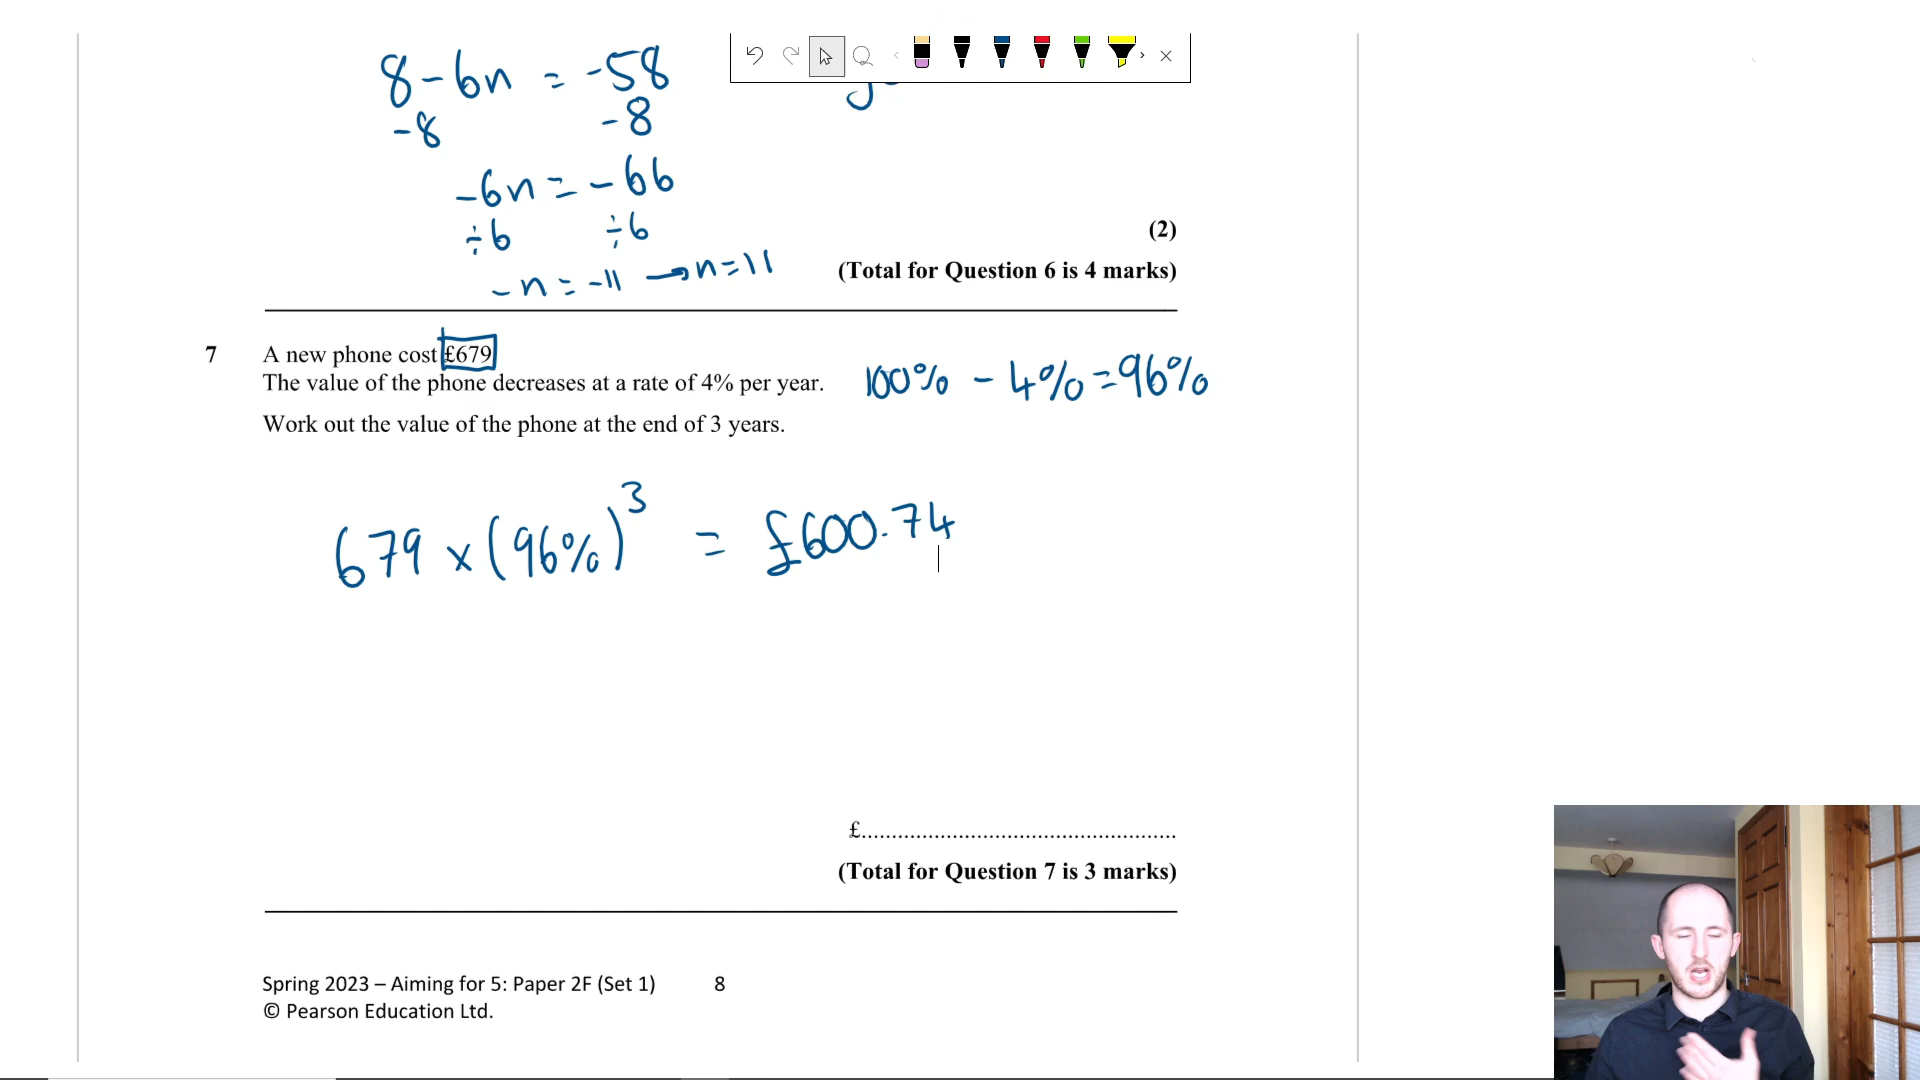 8-6n = -58
-8 -8
-6n = -66
÷6 ÷6
(2)
-n = -11 → n=11
(Total for Question 6 is 4 marks)
7 A new phone cost £679
The value of the phone decreases at a rate of 4% per year.
100% - 4% = 96%
Work out the value of the phone at the end of 3 years.
679 x (96%)³ = £600.74
£....................................................
(Total for Question 7 is 3 marks)
Spring 2023 – Aiming for 5: Paper 2F (Set 1) 8
© Pearson Education Ltd.